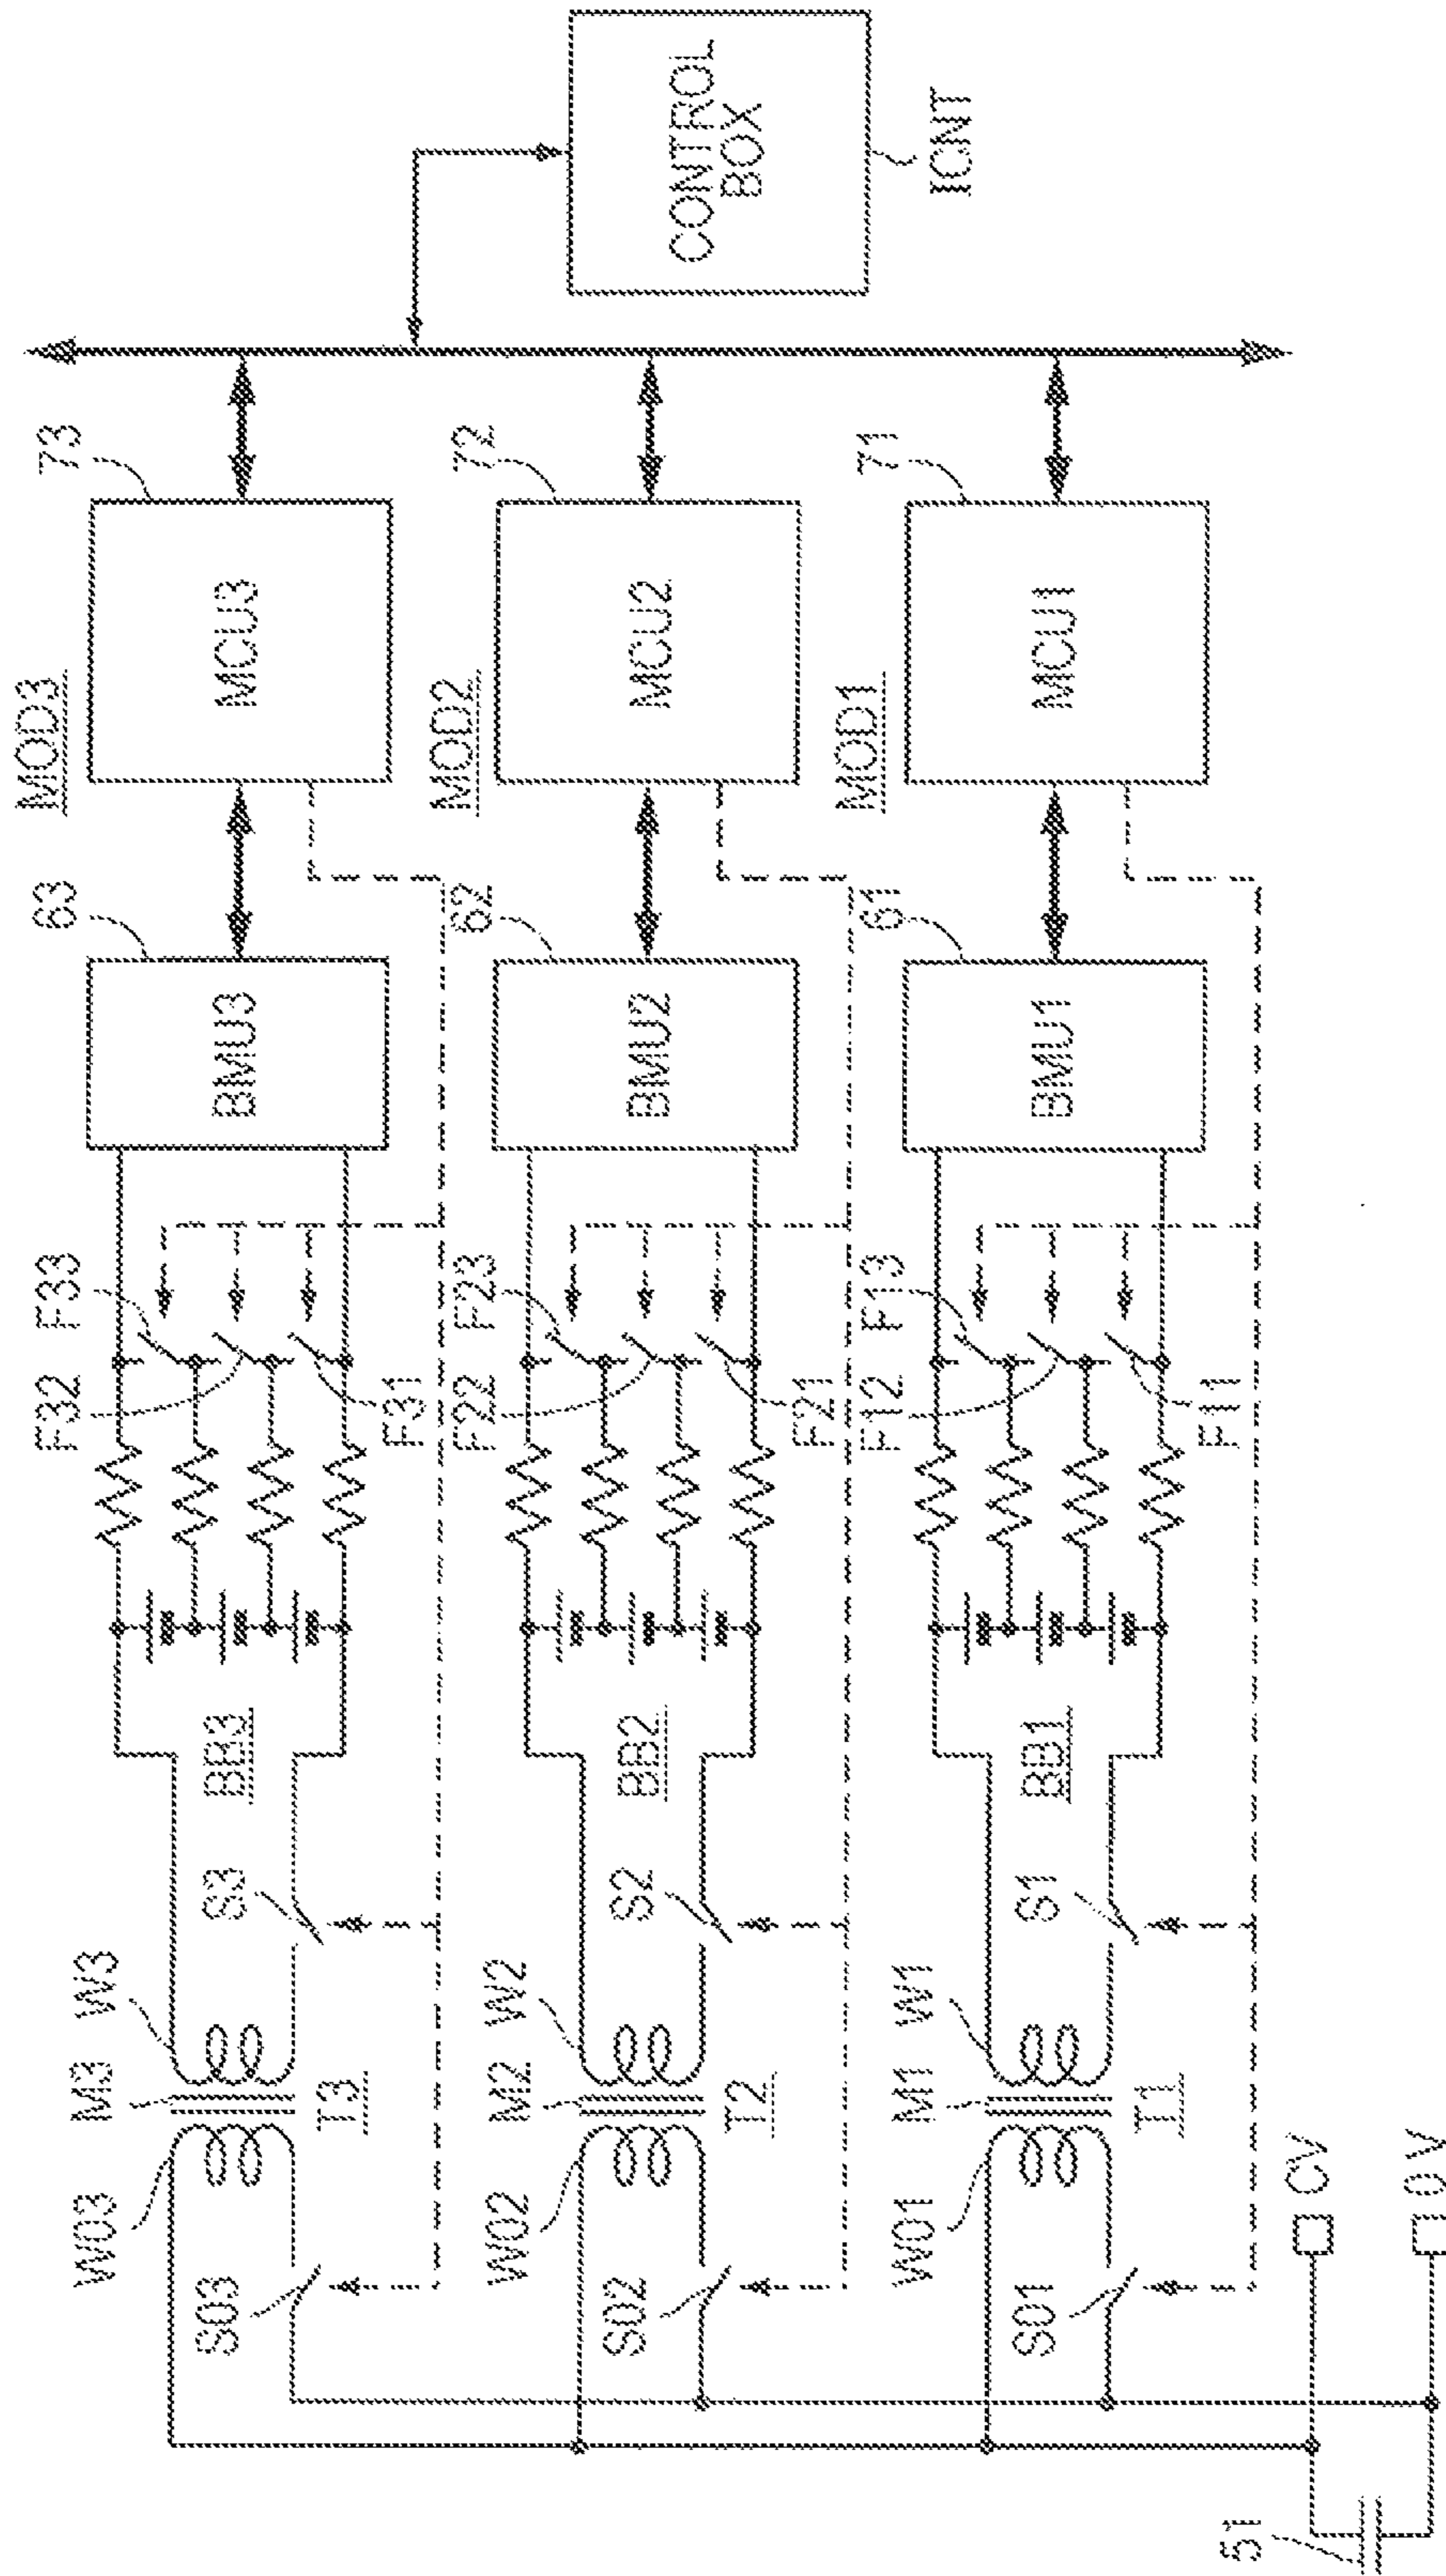 W03
M3
W3
S03
T3
S3
BB3
F32
F33
F31
63
BMU3
MOD3
73
MCU3
W02
M2
W2
S02
T2
S2
BB2
F22
F23
F21
62
BMU2
MOD2
72
MCU2
W01
M1
W1
S01
T1
S1
BB1
F12
F13
F11
61
BMU1
MOD1
71
MCU1
CONTROL
BOX
ICNT
51
CV
0V